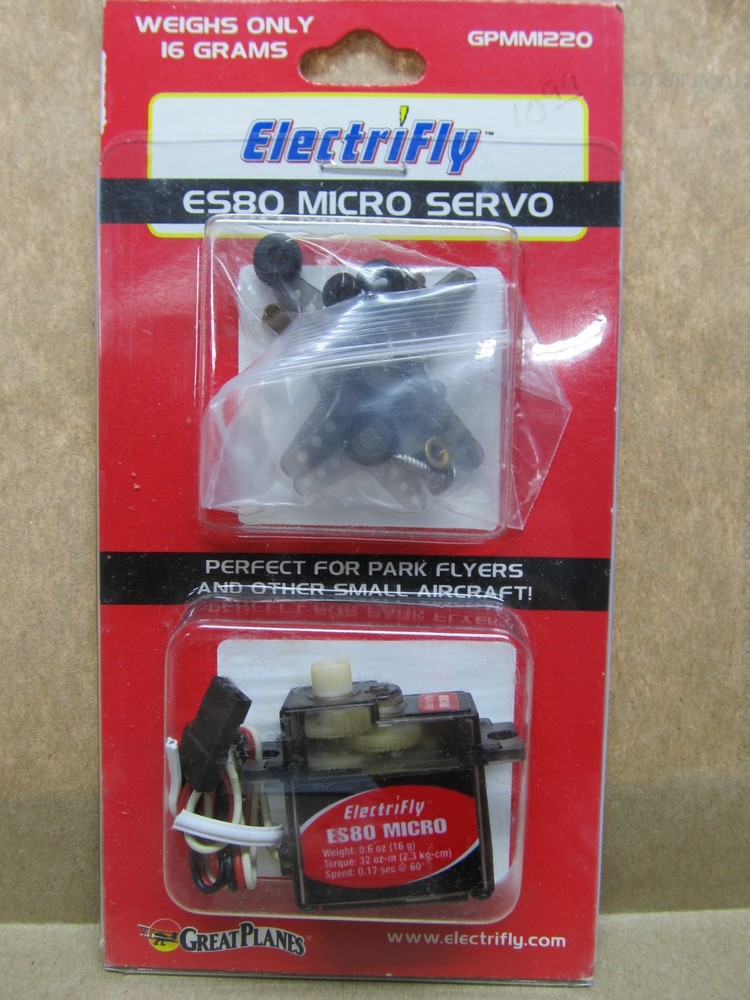 WEIGHS ONLY
16 GRAMS
GPMM1220
1099
ElectriFly™
ES80 MICRO SERVO
PERFECT FOR PARK FLYERS
AND OTHER SMALL AIRCRAFT!
ElectriFly
ES80 MICRO
Weight: 0.6 oz (16 g)
Torque: 32 oz-in (2.3 kg-cm)
Speed: 0.17 sec @ 60°
GREAT PLANES®
www.electrifly.com